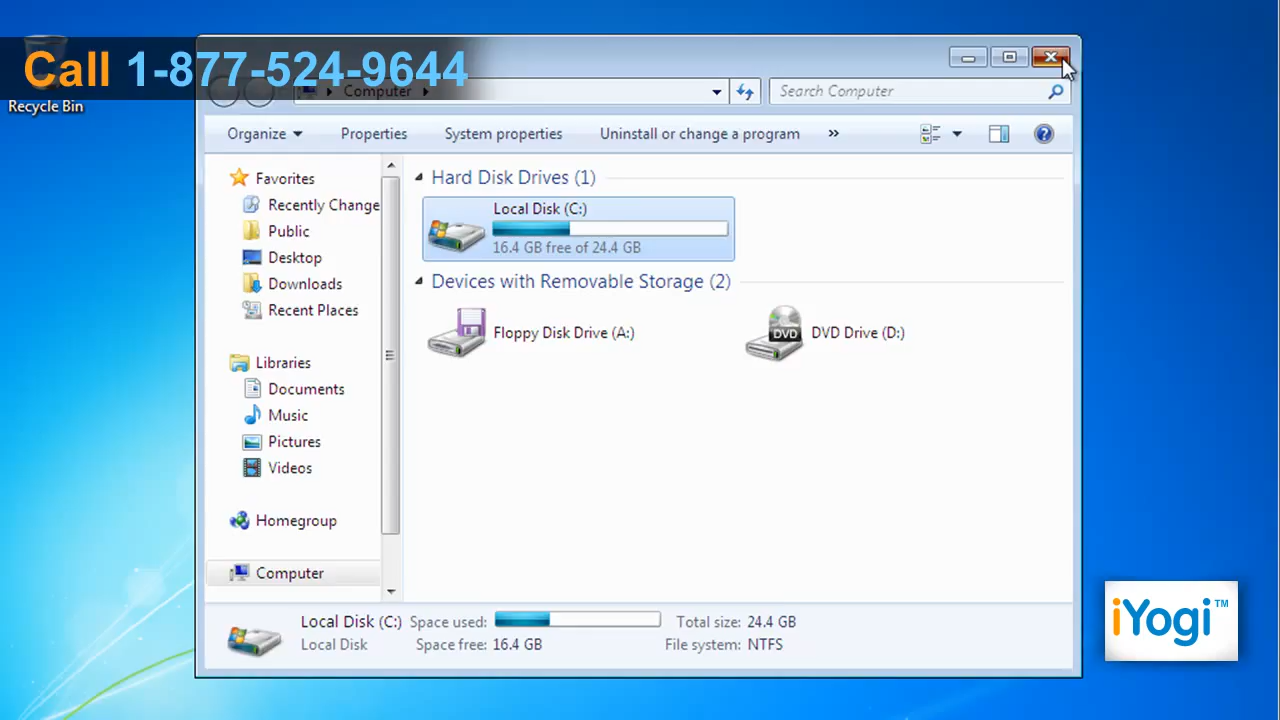 Call 1-877-524-9644
Recycle Bin
Computer
Search Computer
Organize Properties System properties Uninstall or change a program »
Favorites
Recently Change
Public
Desktop
Downloads
Recent Places
Libraries
Documents
Music
Pictures
Videos
Homegroup
Computer
Hard Disk Drives (1)
Local Disk (C:)
16.4 GB free of 24.4 GB
Devices with Removable Storage (2)
Floppy Disk Drive (A:)
DVD
DVD Drive (D:)
Local Disk (C:) Space used: Total size: 24.4 GB
Local Disk Space free: 16.4 GB File system: NTFS
iYogi™